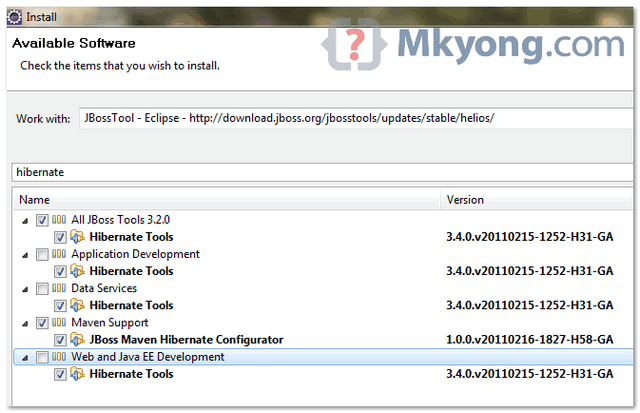 Install
Available Software
Check the items that you wish to install.
{?} Mkyong.com
Work with: JBossTool - Eclipse - http://download.jboss.org/jbosstools/updates/stable/helios/
hibernate
Name Version
All JBoss Tools 3.2.0
Hibernate Tools 3.4.0.v20110215-1252-H31-GA
Application Development
Hibernate Tools 3.4.0.v20110215-1252-H31-GA
Data Services
Hibernate Tools 3.4.0.v20110215-1252-H31-GA
Maven Support
JBoss Maven Hibernate Configurator 1.0.0.v20110216-1827-H58-GA
Web and Java EE Development
Hibernate Tools 3.4.0.v20110215-1252-H31-GA